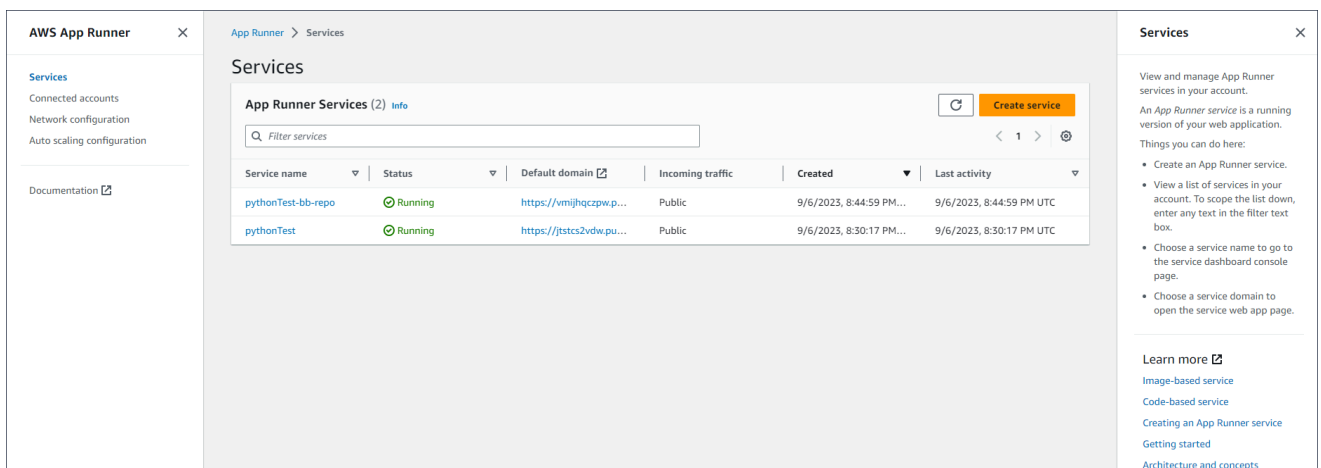 AWS App Runner
Services
Connected accounts
Network configuration
Auto scaling configuration
Documentation
App Runner > Services
Services
App Runner Services (2) Info
Create service
Filter services
< 1 >
Service name Status Default domain Incoming traffic Created Last activity
pythonTest-bb-repo Running https://vmijhqczpw.p... Public 9/6/2023, 8:44:59 PM... 9/6/2023, 8:44:59 PM UTC
pythonTest Running https://jtstcs2vdw.pu... Public 9/6/2023, 8:30:17 PM... 9/6/2023, 8:30:17 PM UTC
Services
View and manage App Runner
services in your account.
An App Runner service is a running
version of your web application.
Things you can do here:
• Create an App Runner service.
• View a list of services in your
account. To scope the list down,
enter any text in the filter text
box.
• Choose a service name to go to
the service dashboard console
page.
• Choose a service domain to
open the service web app page.
Learn more
Image-based service
Code-based service
Creating an App Runner service
Getting started
Architecture and concepts